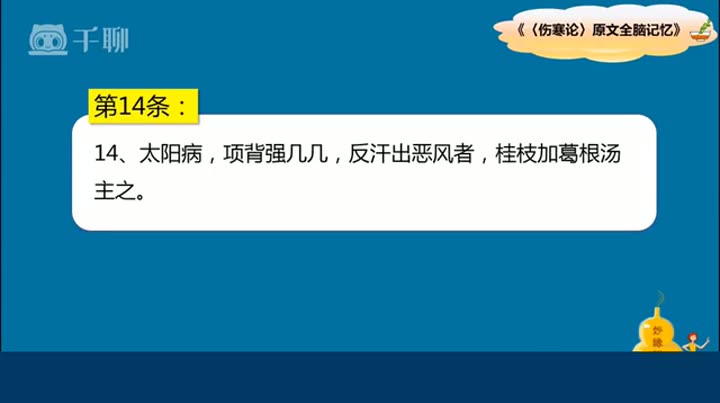 千聊
《〈伤寒论〉原文全脑记忆》
第14条：
14、太阳病，项背强几几，反汗出恶风者，桂枝加葛根汤
主之。